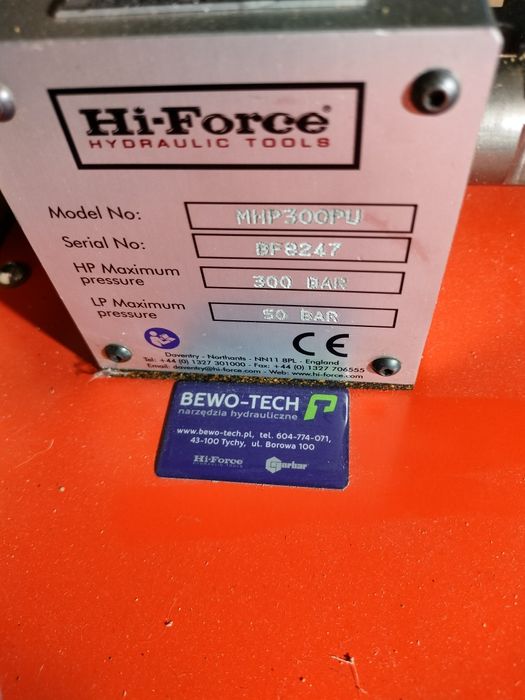 Hi-Force®
HYDRAULIC TOOLS
Model No: MHP300PU
Serial No: BF8247
HP Maximum pressure 300 BAR
LP Maximum pressure 50 BAR
CE
Daventry - Northants - NN11 8PL - England
Tel: +44 (0) 1327 301000 - Fax: +44 (0) 1327 706555
Email: daventry@hi-force.com - Web: www.hi-force.com
BEWO-TECH
narzędzia hydrauliczne
www.bewo-tech.pl, tel. 604-774-071,
43-100 Tychy, ul. Borowa 100
Hi-Force
HYDRAULIC TOOLS